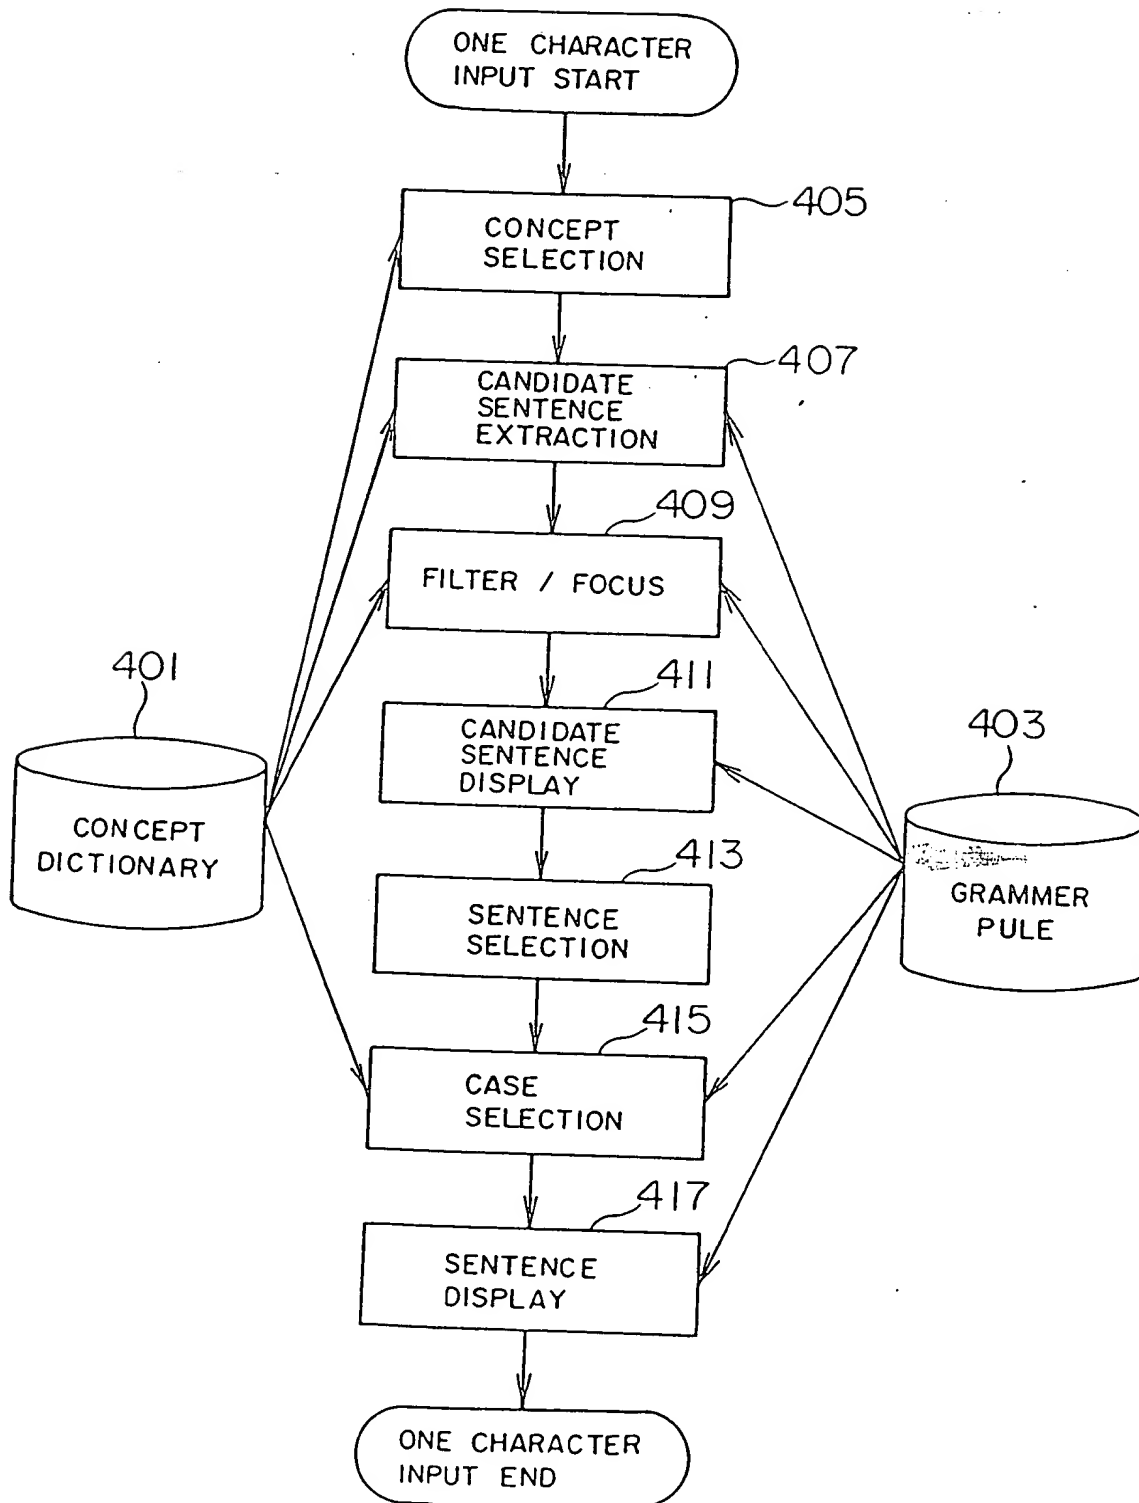 ONE CHARACTER
INPUT START
405
CONCEPT
SELECTION
407
CANDIDATE
SENTENCE
EXTRACTION
409
FILTER / FOCUS
401
CONCEPT
DICTIONARY
411
CANDIDATE
SENTENCE
DISPLAY
403
GRAMMER
PULE
413
SENTENCE
SELECTION
415
CASE
SELECTION
417
SENTENCE
DISPLAY
ONE CHARACTER
INPUT END